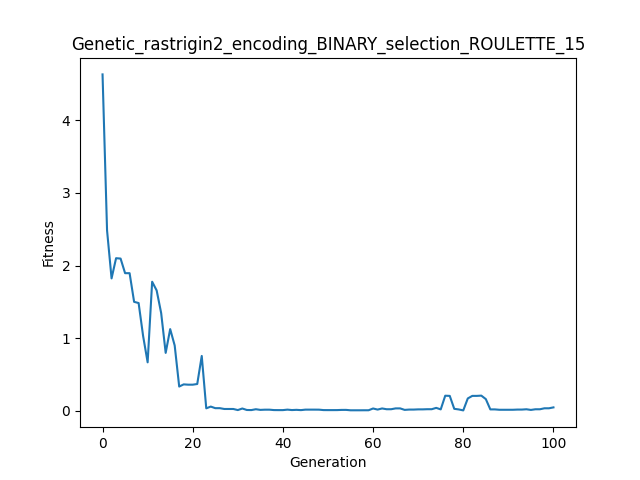 Genetic_rastrigin2_encoding_BINARY_selection_ROULETTE_15
4
3
2
1
0
Fitness
0 20 40 60 80 100
Generation